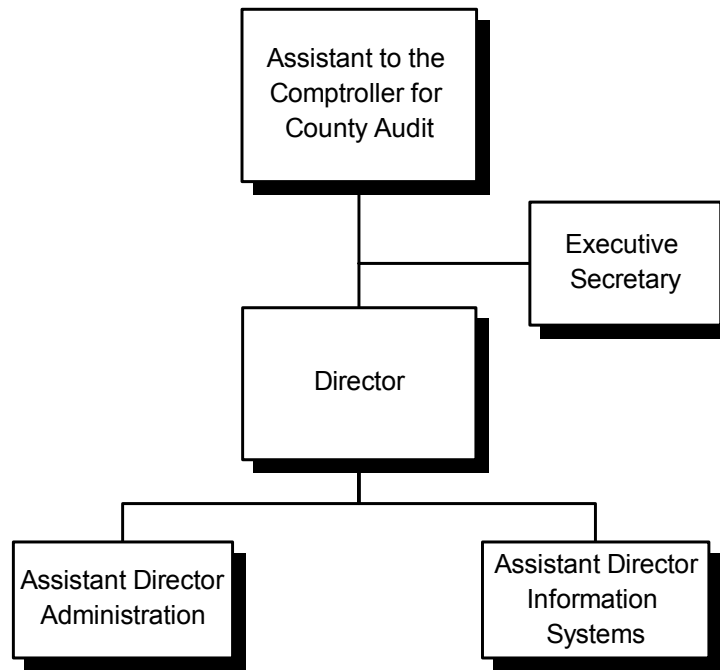 Assistant to the
Comptroller for
County Audit
Executive
Secretary
Director
Assistant Director
Administration
Assistant Director
Information
Systems